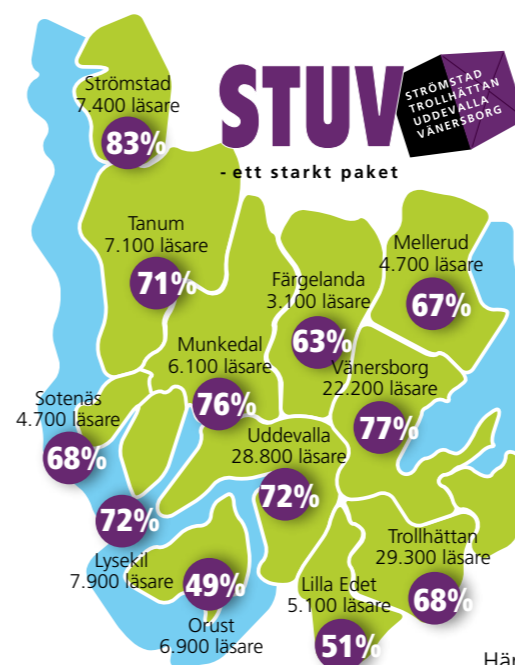 STUV
STRÖMSTAD
TROLLHÄTTAN
UDDEVALLA
VÄNERSBORG
- ett starkt paket
Strömstad
7.400 läsare
83%
Tanum
7.100 läsare
71%
Mellerud
4.700 läsare
67%
Färgelanda
3.100 läsare
63%
Munkedal
6.100 läsare
76%
Vänersborg
22.200 läsare
77%
Sotenäs
4.700 läsare
68%
Uddevalla
28.800 läsare
72%
72%
Lysekil
7.900 läsare
Trollhättan
29.300 läsare
68%
49%
Orust
6.900 läsare
Lilla Edet
5.100 läsare
51%
Här